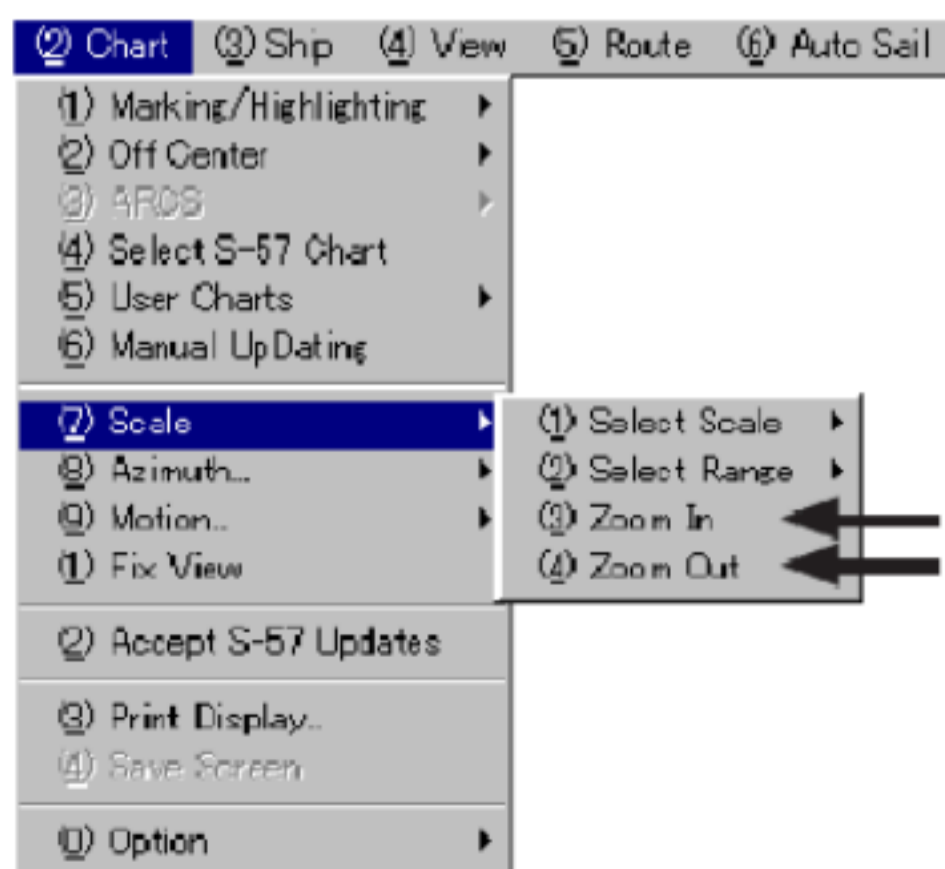 (2) Chart (3) Ship (4) View (5) Route (6) Auto Sail
(1) Marking/Highlighting
(2) Off Center
(3) ARCS
(4) Select S-57 Chart
(5) User Charts
(6) Manual UpDating
(7) Scale
(8) Azimuth...
(9) Motion...
(1) Fix View
(2) Accept S-57 Updates
(3) Print Display...
(4) Save Screen
(0) Option
(1) Select Scale
(2) Select Range
(3) Zoom In
(4) Zoom Out